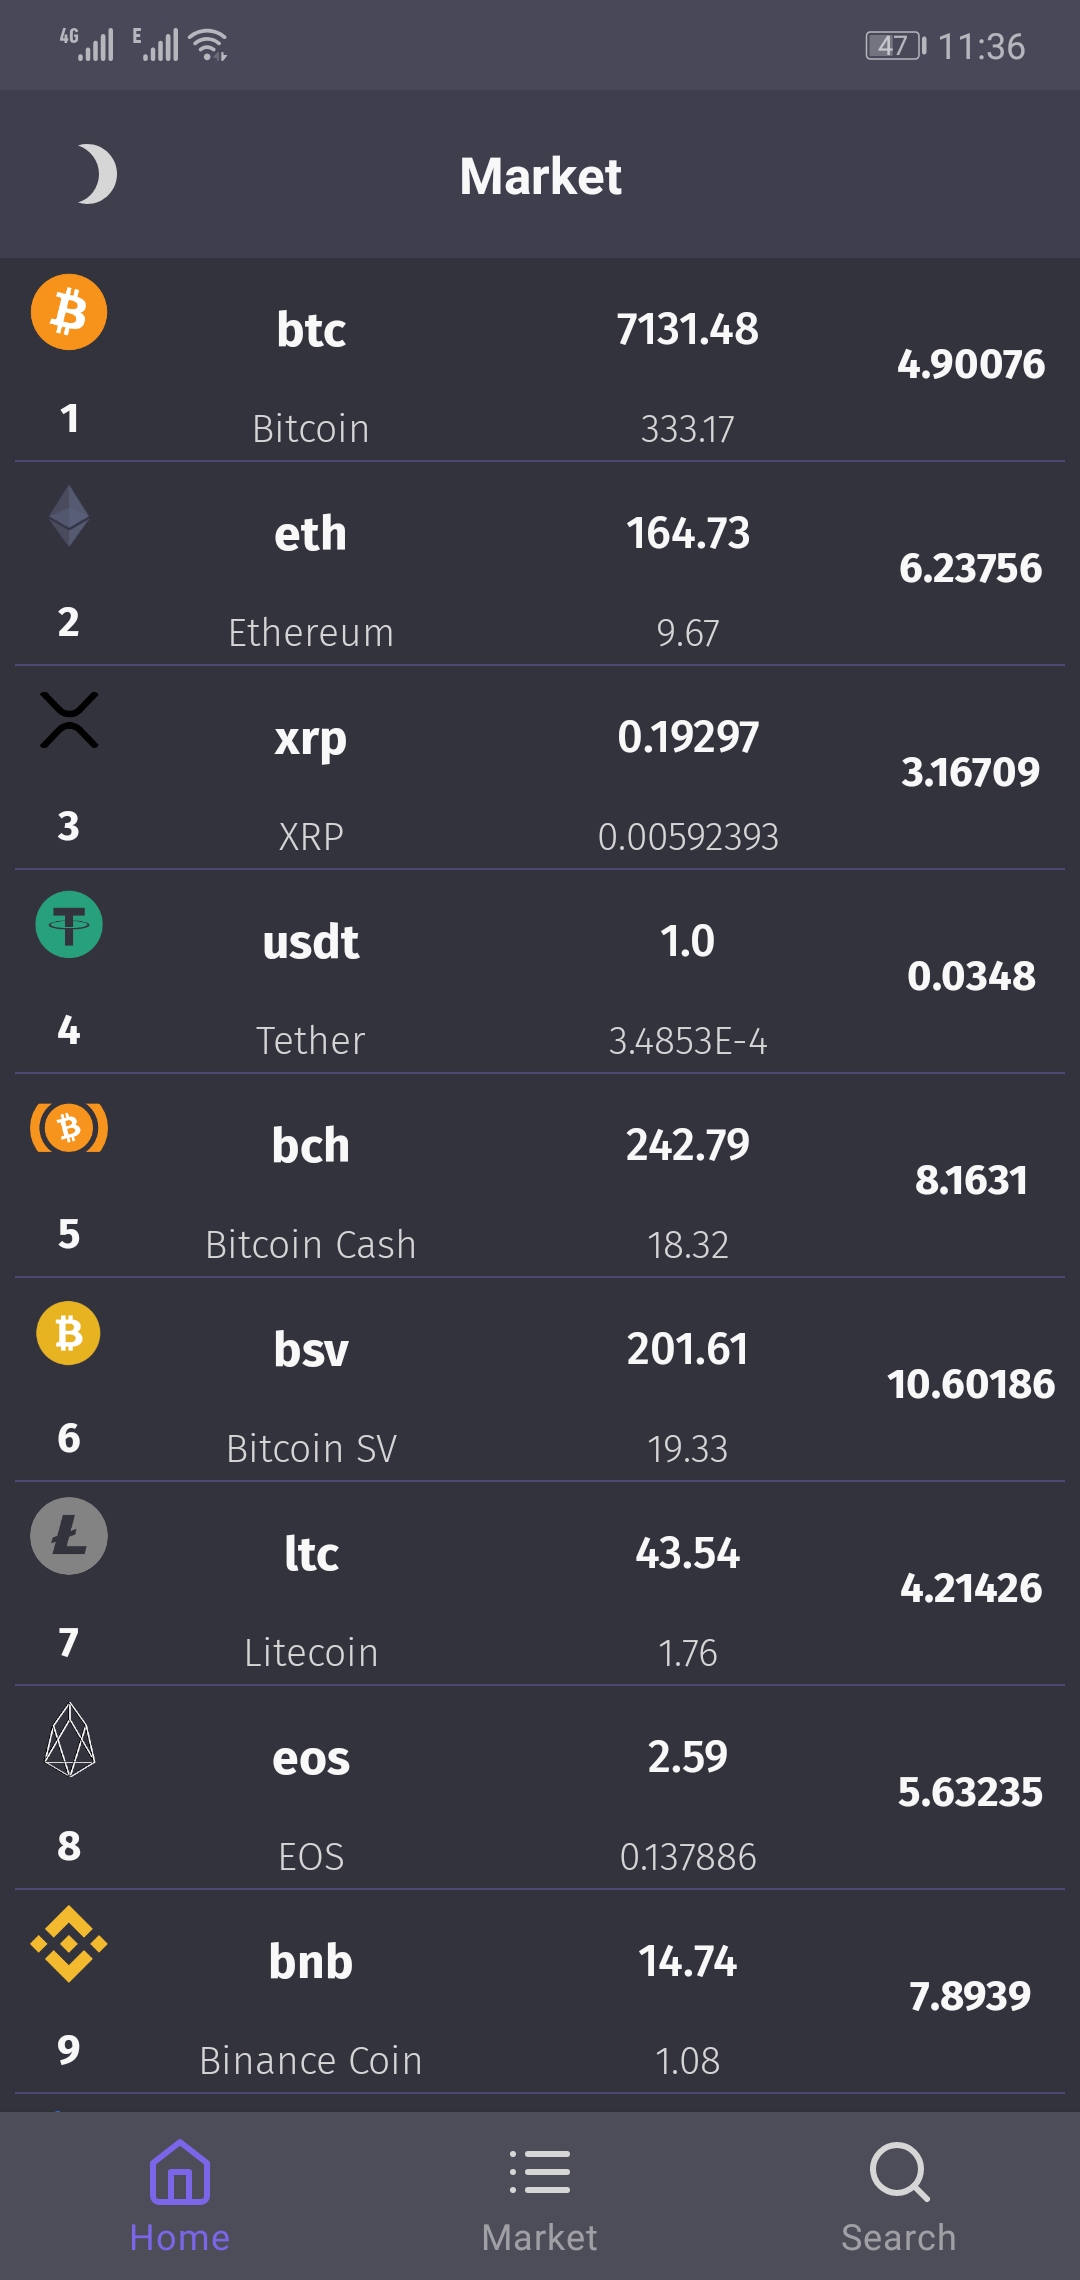 4G E 47 11:36
Market
btc 7131.48
4.90076
1 Bitcoin 333.17
eth 164.73
6.23756
2 Ethereum 9.67
xrp 0.19297
3.16709
3 XRP 0.00592393
usdt 1.0
0.0348
4 Tether 3.4853E-4
bch 242.79
8.1631
5 Bitcoin Cash 18.32
bsv 201.61
10.60186
6 Bitcoin SV 19.33
ltc 43.54
4.21426
7 Litecoin 1.76
eos 2.59
5.63235
8 EOS 0.137886
bnb 14.74
7.8939
9 Binance Coin 1.08
Home Market Search